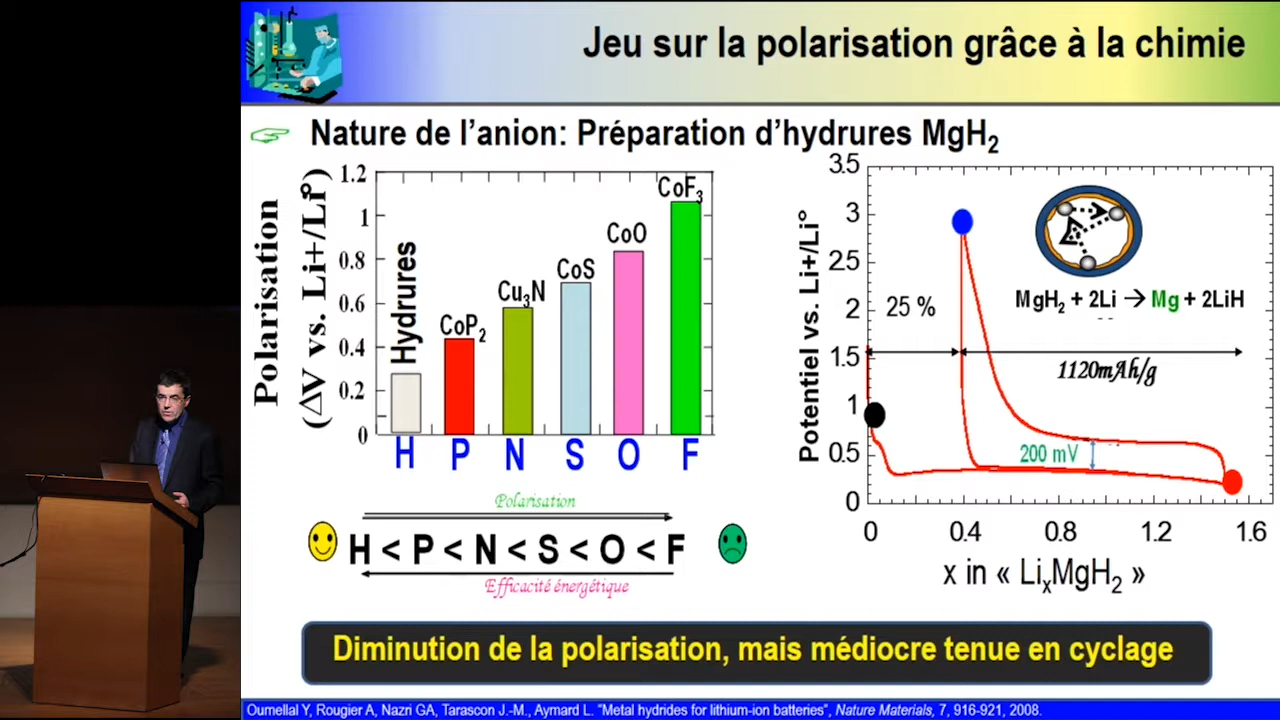 Jeu sur la polarisation grâce à la chimie
Nature de l'anion: Préparation d'hydrures MgH2
Polarisation
(ΔV vs. Li+/Li°)
1.2
1
0.8
0.6
0.4
0.2
0
Hydrures
CoP2
Cu3N
CoS
CoO
CoF3
H P N S O F
Polarisation
H < P < N < S < O < F
Efficacité énergétique
Potentiel vs. Li+/Li°
3.5
3
2.5
2
1.5
1
0.5
0
25 %
MgH2 + 2Li → Mg + 2LiH
1120mAh/g
200 mV
0 0.4 0.8 1.2 1.6
x in « LixMgH2 »
Diminution de la polarisation, mais médiocre tenue en cyclage
Oumellal Y, Rougier A, Nazri GA, Tarascon J.-M., Aymard L. "Metal hydrides for lithium-ion batteries", Nature Materials, 7, 916-921, 2008.